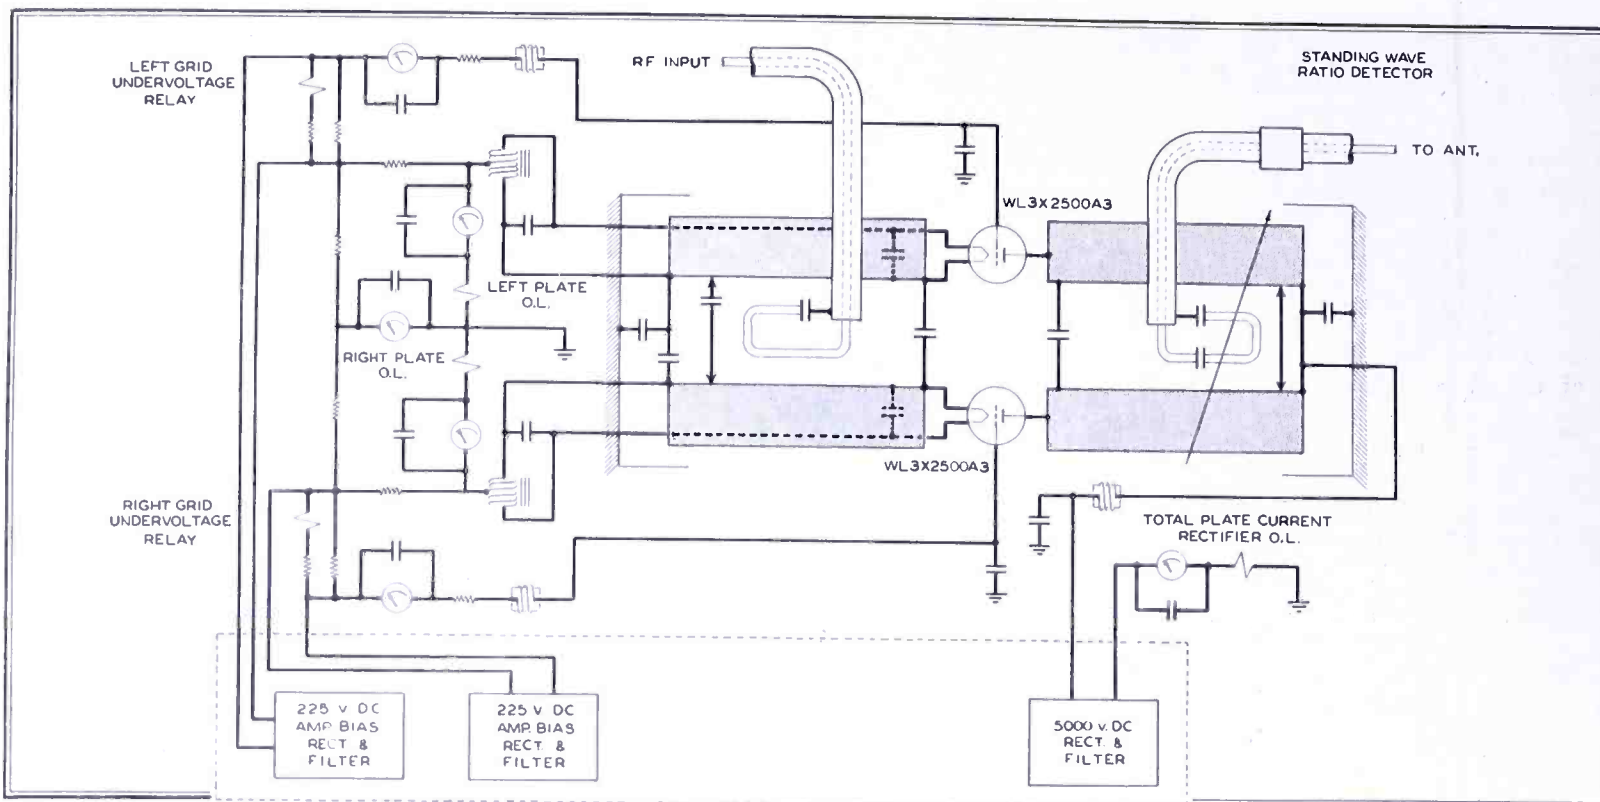 LEFT GRID
UNDERVOLTAGE
RELAY
RF INPUT
STANDING WAVE
RATIO DETECTOR
TO ANT.
WL3X2500A3
LEFT PLATE
O.L.
RIGHT PLATE
O.L.
WL3X2500A3
RIGHT GRID
UNDERVOLTAGE
RELAY
TOTAL PLATE CURRENT
RECTIFIER O.L.
225 V DC
AMP. BIAS
RECT. &
FILTER
225 V. DC
AMP. BIAS
RECT. &
FILTER
5000 V. DC
RECT. &
FILTER